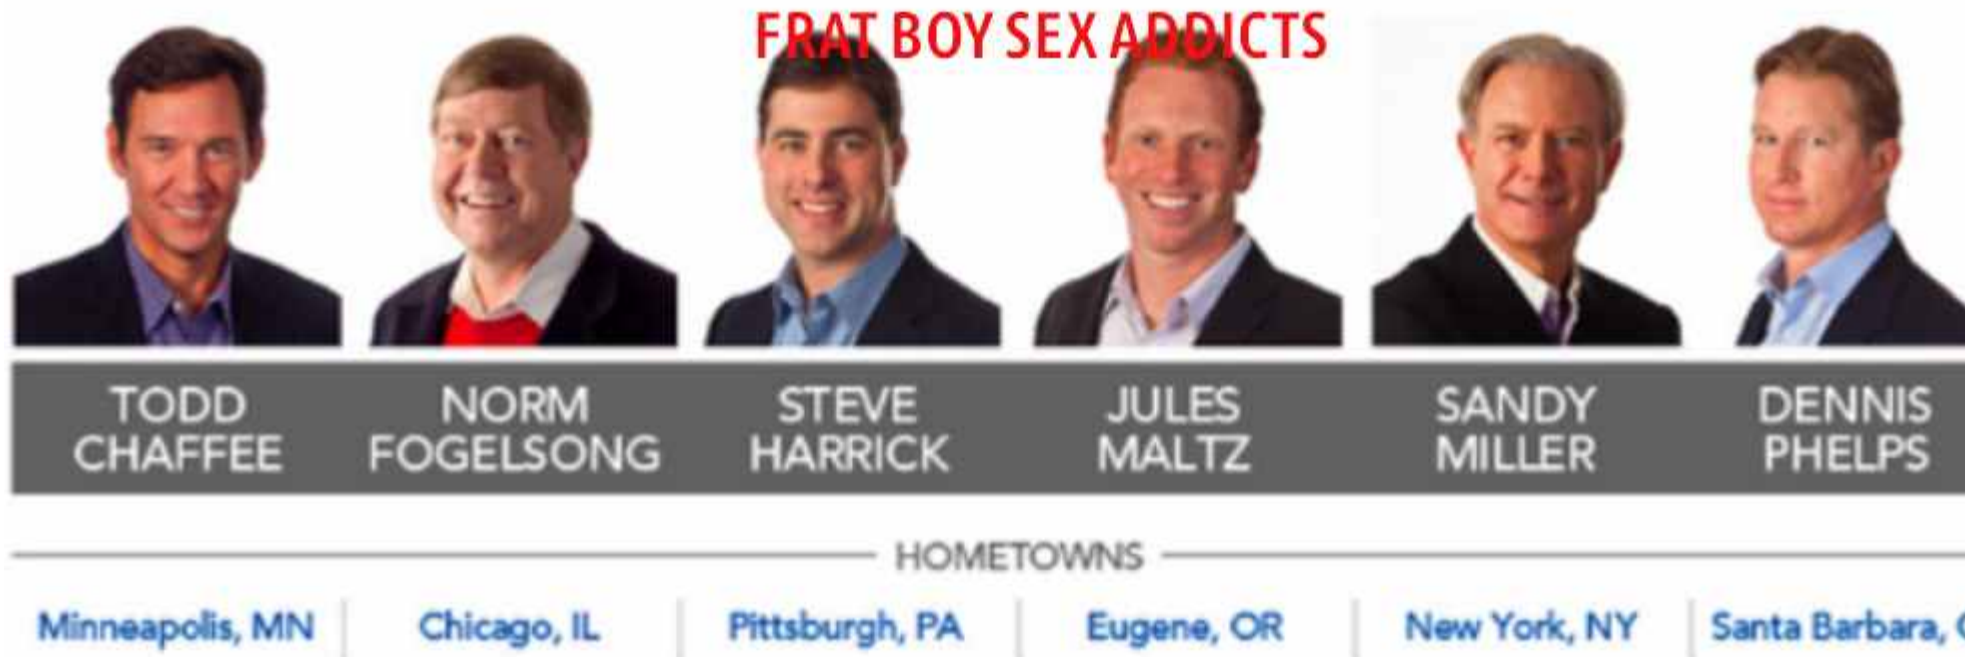 FRAT BOY SEX ADDICTS
TODD CHAFFEE
NORM FOGELSONG
STEVE HARRICK
JULES MALTZ
SANDY MILLER
DENNIS PHELPS
HOMETOWNS
Minneapolis, MN
Chicago, IL
Pittsburgh, PA
Eugene, OR
New York, NY
Santa Barbara,